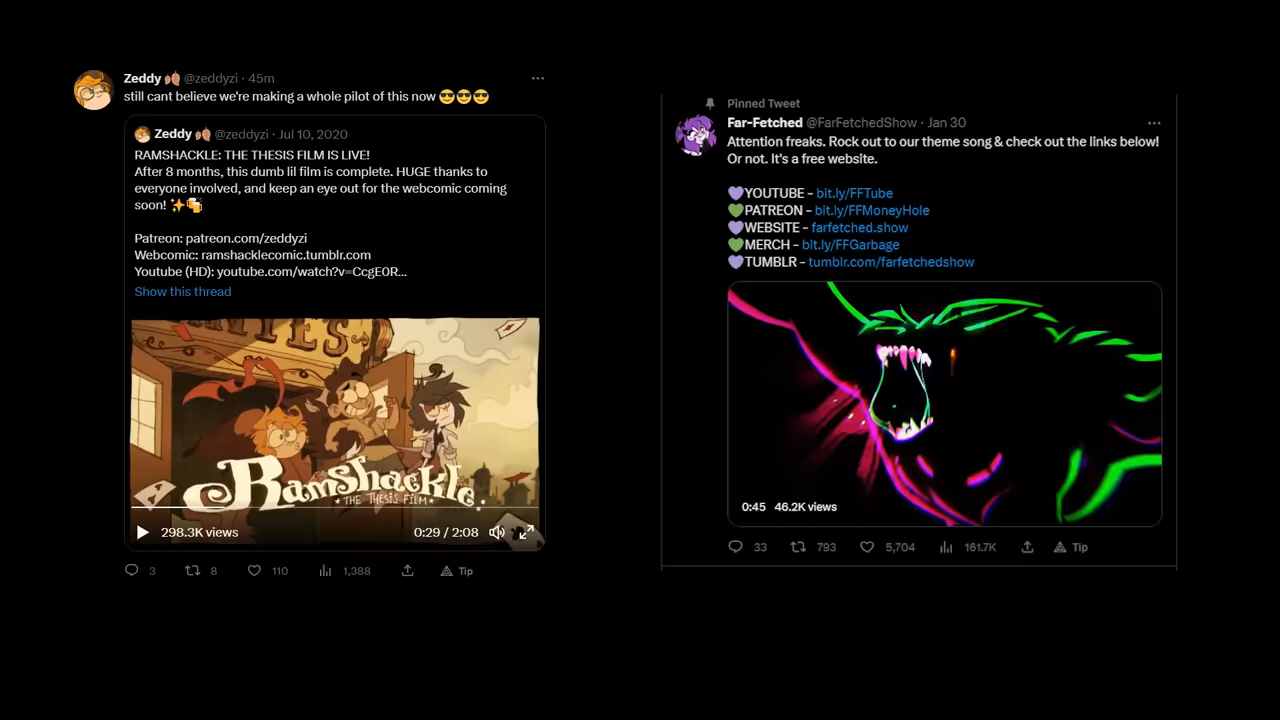 Zeddy @zeddyzi · 45m
still cant believe we're making a whole pilot of this now 😎😎😎
Zeddy @zeddyzi · Jul 10, 2020
RAMSHACKLE: THE THESIS FILM IS LIVE!
After 8 months, this dumb lil film is complete. HUGE thanks to
everyone involved, and keep an eye out for the webcomic coming
soon! ✨🍻
Patreon: patreon.com/zeddyzi
Webcomic: ramshacklecomic.tumblr.com
Youtube (HD): youtube.com/watch?v=CcgE0R...
Show this thread
RAMSHACKLE
THE THESIS FILM
298.3K views
0:29 / 2:08
3 8 110 1,388 Tip
Pinned Tweet
Far-Fetched @FarFetchedShow · Jan 30
Attention freaks. Rock out to our theme song & check out the links below!
Or not. It's a free website.
💜YOUTUBE - bit.ly/FFTube
💚PATREON - bit.ly/FFMoneyHole
💜WEBSITE - farfetched.show
💚MERCH - bit.ly/FFGarbage
💜TUMBLR - tumblr.com/farfetchedshow
0:45 46.2K views
33 793 5,704 161.7K Tip